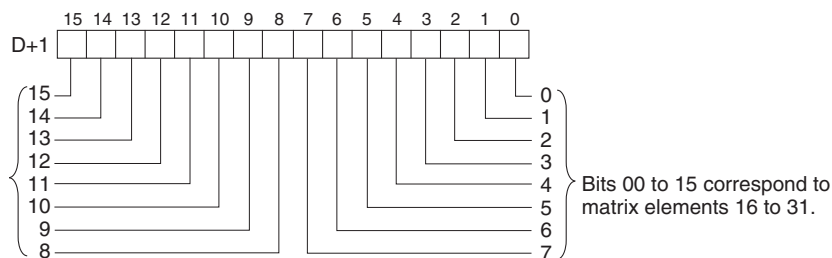 15 14 13 12 11 10 9 8 7 6 5 4 3 2 1 0
D+1
15 0
14 1
13 2
12 3
11 4
10 5
9 6
8 7
Bits 00 to 15 correspond to
matrix elements 16 to 31.